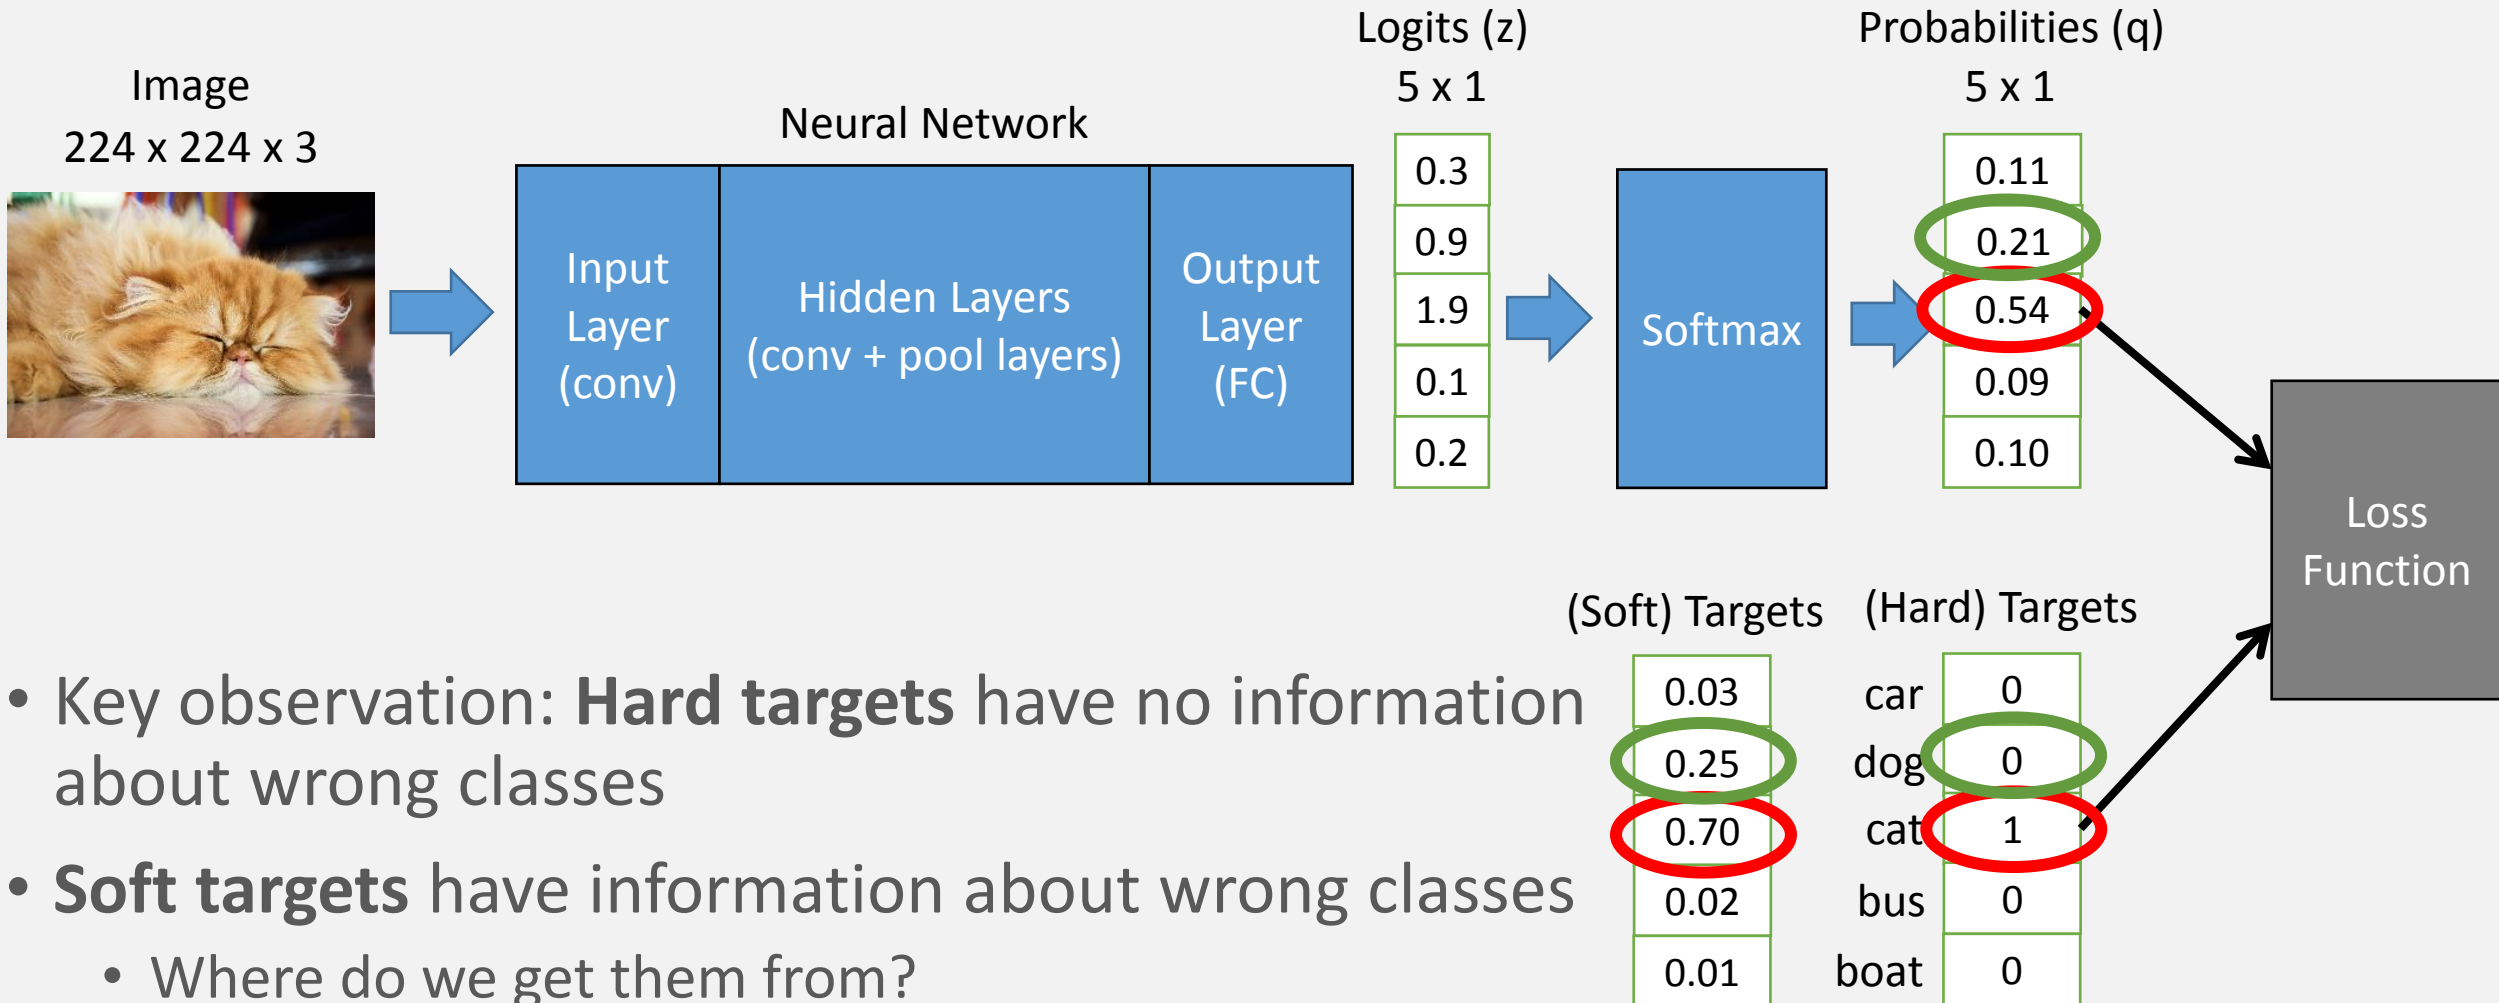 Image
224 x 224 x 3
Neural Network
Input
Layer
(conv)
Hidden Layers
(conv + pool layers)
Output
Layer
(FC)
Logits (z)
5 x 1
0.3
0.9
1.9
0.1
0.2
Softmax
Probabilities (q)
5 x 1
0.11
0.21
0.54
0.09
0.10
Loss
Function
• Key observation: Hard targets have no information
about wrong classes
• Soft targets have information about wrong classes
• Where do we get them from?
(Soft) Targets
0.03
0.25
0.70
0.02
0.01
(Hard) Targets
car 0
dog 0
cat 1
bus 0
boat 0